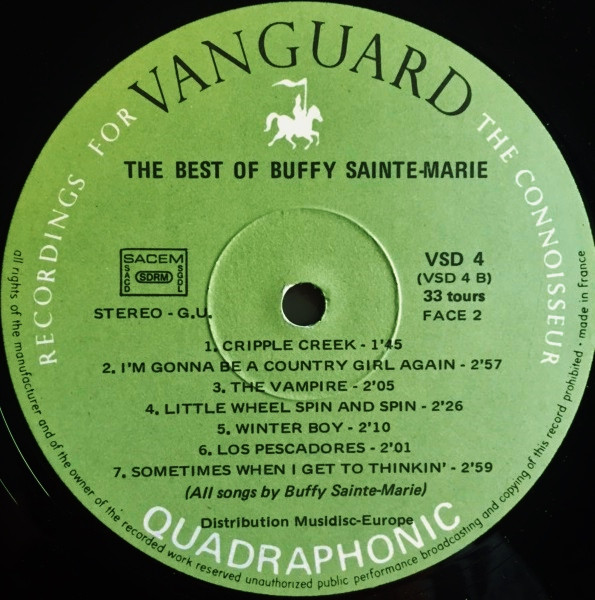 RECORDINGS FOR VANGUARD THE CONNOISSEUR
THE BEST OF BUFFY SAINTE-MARIE
SACEM
SACD
SDRM
SGDL
STEREO - G.U.
VSD 4
(VSD 4 B)
33 tours
FACE 2
1. CRIPPLE CREEK - 1'45
2. I'M GONNA BE A COUNTRY GIRL AGAIN - 2'57
3. THE VAMPIRE - 2'05
4. LITTLE WHEEL SPIN AND SPIN - 2'26
5. WINTER BOY - 2'10
6. LOS PESCADORES - 2'01
7. SOMETIMES WHEN I GET TO THINKIN' - 2'59
(All songs by Buffy Sainte-Marie)
Distribution Musidisc-Europe
QUADRAPHONIC
all rights of the manufacturer and of the owner of the recorded work reserved unauthorized public performance broadcasting and copying of this record prohibited · made in france